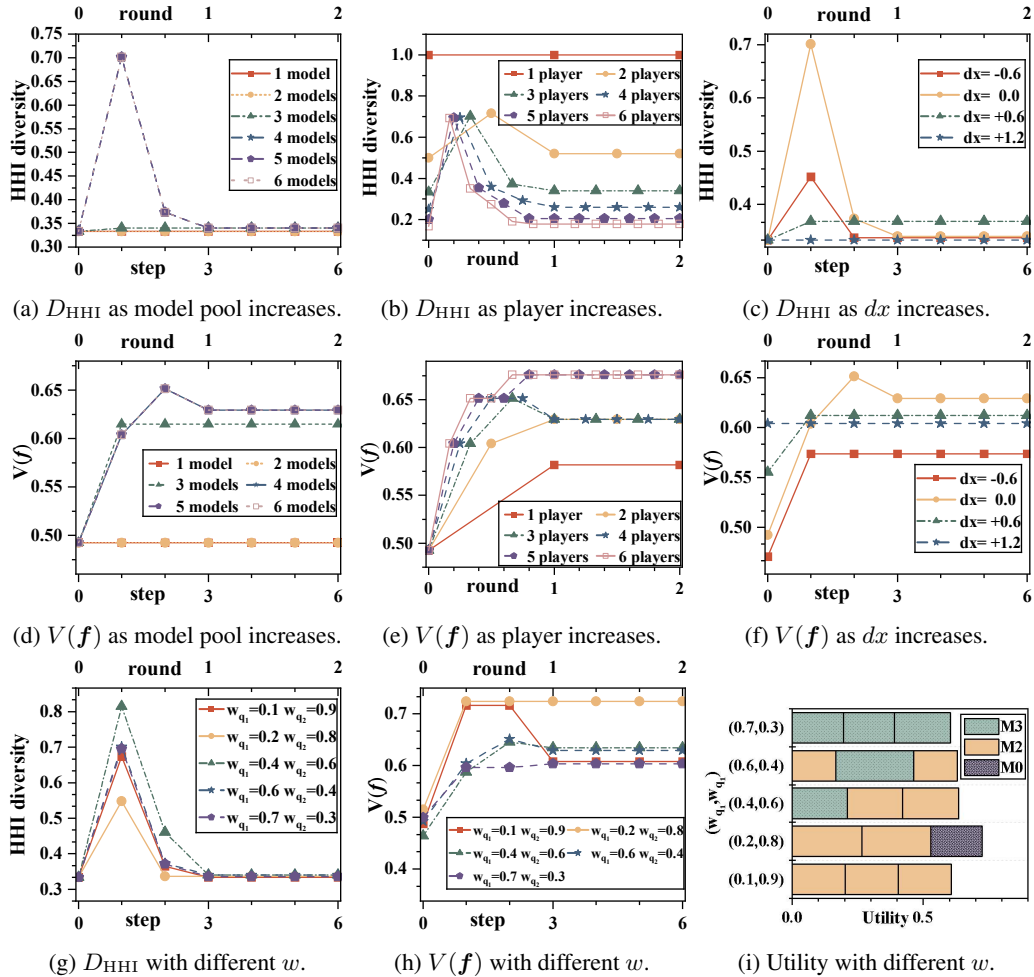 0 round 1 2
HHI diversity
0.75
0.70
0.65
0.60
0.55
0.50
0.45
0.40
0.35
0.30
1 model
2 models
3 models
4 models
5 models
6 models
0 step 3 6
(a) D_HHI as model pool increases.
HHI diversity
1.0
0.8
0.6
0.4
0.2
1 player 2 players
3 players 4 players
5 players 6 players
0 1 2
round
(b) D_HHI as player increases.
0 round 1 2
HHI diversity
0.7
0.6
0.5
0.4
dx= -0.6
dx= 0.0
dx= +0.6
dx= +1.2
0 step 3 6
(c) D_HHI as dx increases.
0 round 1 2
V(f)
0.65
0.60
0.55
0.50
1 model 2 models
3 models 4 models
5 models 6 models
0 step 3 6
(d) V(f) as model pool increases.
V(f)
0.65
0.60
0.55
0.50
1 player 2 players
3 players 4 players
5 players 6 players
0 1 2
round
(e) V(f) as player increases.
0 round 1 2
V(f)
0.65
0.60
0.55
0.50
dx= -0.6
dx= 0.0
dx= +0.6
dx= +1.2
0 step 3 6
(f) V(f) as dx increases.
0 round 1 2
HHI diversity
0.8
0.7
0.6
0.5
0.4
0.3
w_q1=0.1 w_q2=0.9
w_q1=0.2 w_q2=0.8
w_q1=0.4 w_q2=0.6
w_q1=0.6 w_q2=0.4
w_q1=0.7 w_q2=0.3
0 step 3 6
(g) D_HHI with different w.
0 round 1 2
V(f)
0.7
0.6
0.5
0.4
w_q1=0.1 w_q2=0.9 w_q1=0.2 w_q2=0.8
w_q1=0.4 w_q2=0.6 w_q1=0.6 w_q2=0.4
w_q1=0.7 w_q2=0.3
0 step 3 6
(h) V(f) with different w.
(0.7,0.3)
(0.6,0.4)
(0.4,0.6)
(0.2,0.8)
(0.1,0.9)
M3
M2
M0
0.0 Utility 0.5
(i) Utility with different w.